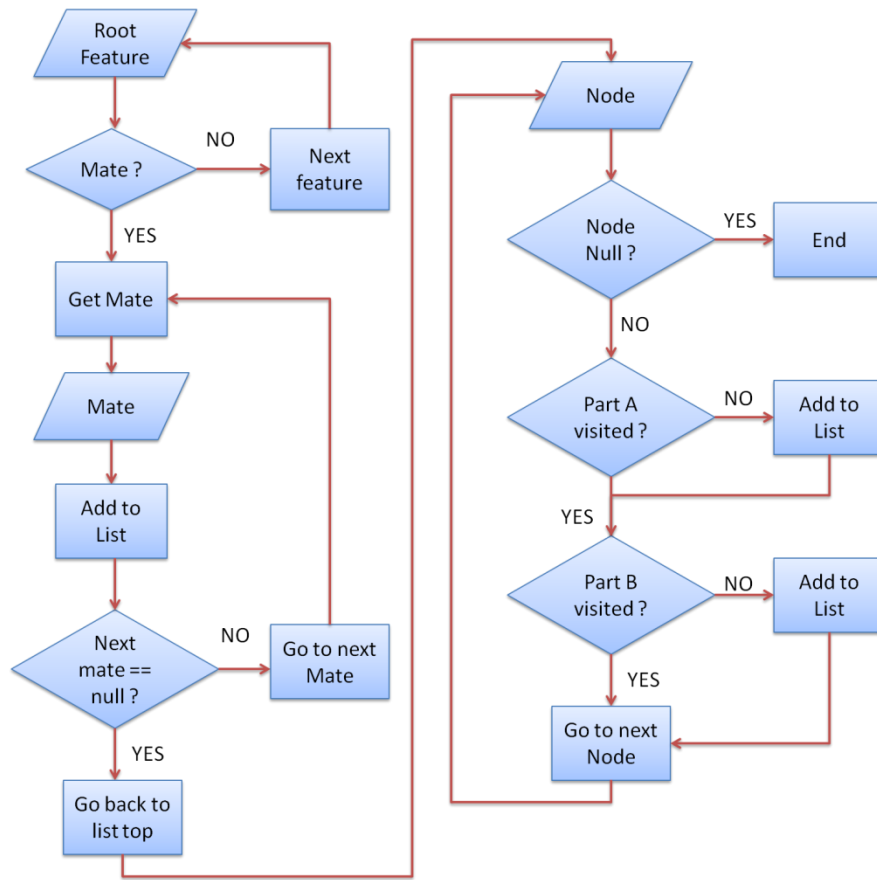 Root
Feature
Mate ?
NO
Next
feature
YES
Get Mate
Mate
Add to
List
Next
mate ==
null ?
NO
Go to next
Mate
YES
Go back to
list top
Node
Node
Null ?
YES
End
NO
Part A
visited ?
NO
Add to
List
YES
Part B
visited ?
NO
Add to
List
YES
Go to next
Node